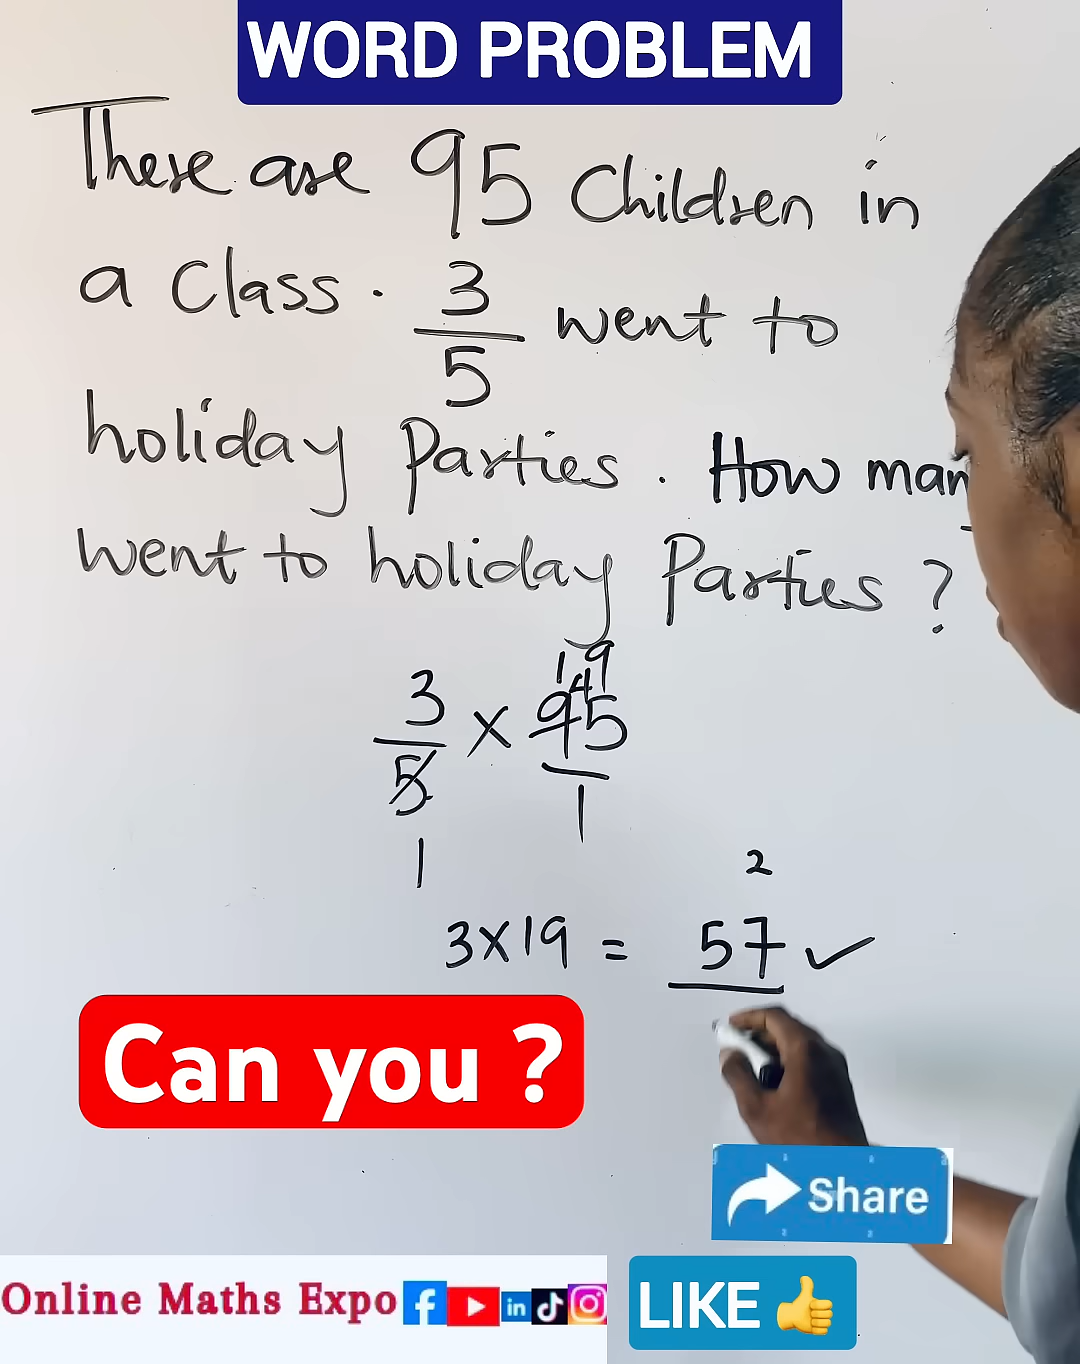 WORD PROBLEM
There are 95 Children in
a Class. 3/5 went to
holiday Parties. How man
went to holiday Parties?
19
4
3/5 × 95/1
1
2
3×19 = 57 ✓
Can you ?
Share
Online Maths Expo
LIKE 👍